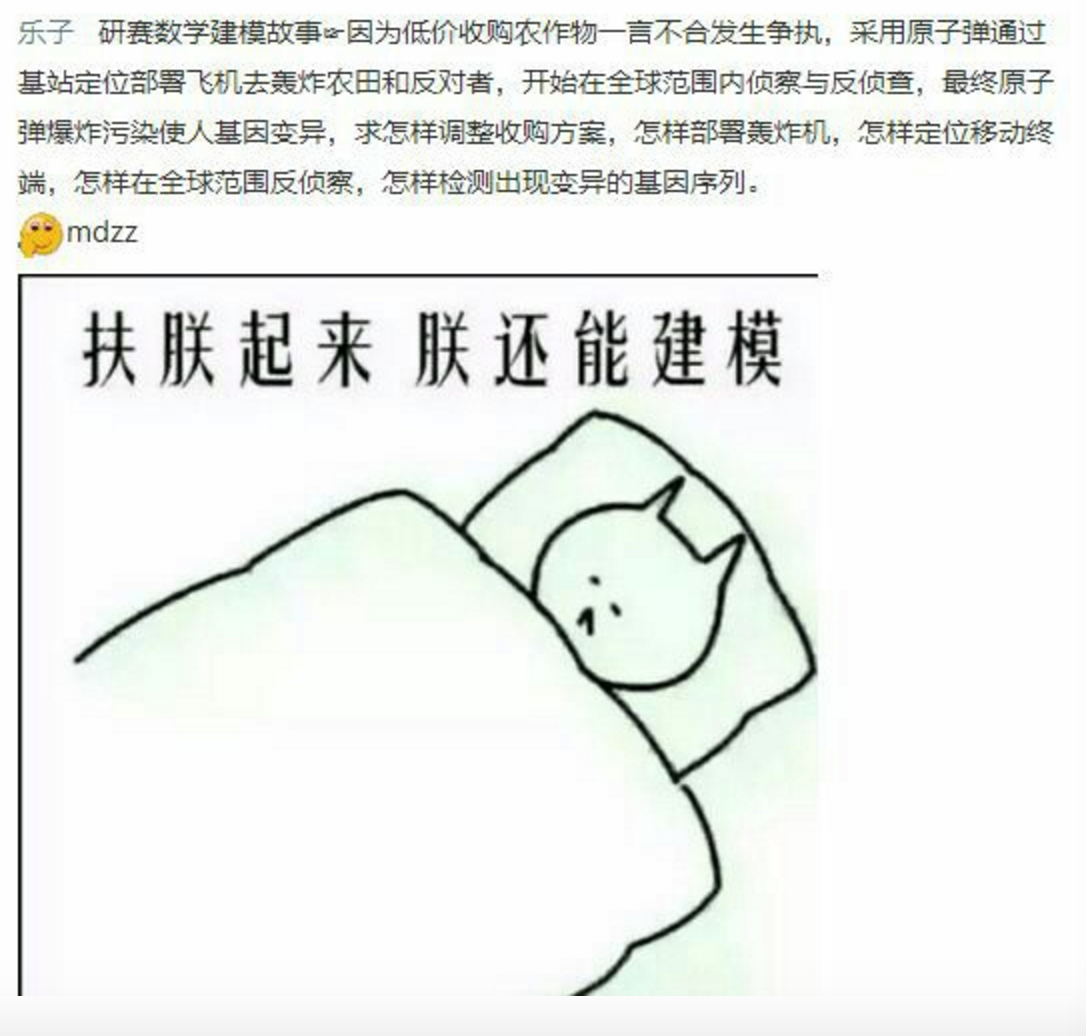 乐子 研赛数学建模故事☞因为低价收购农作物一言不合发生争执，采用原子弹通过
基站定位部署飞机去轰炸农田和反对者，开始在全球范围内侦察与反侦查，最终原子
弹爆炸污染使人基因变异，求怎样调整收购方案，怎样部署轰炸机，怎样定位移动终
端，怎样在全球范围反侦察，怎样检测出现变异的基因序列。
mdzz
扶朕起来 朕还能建模